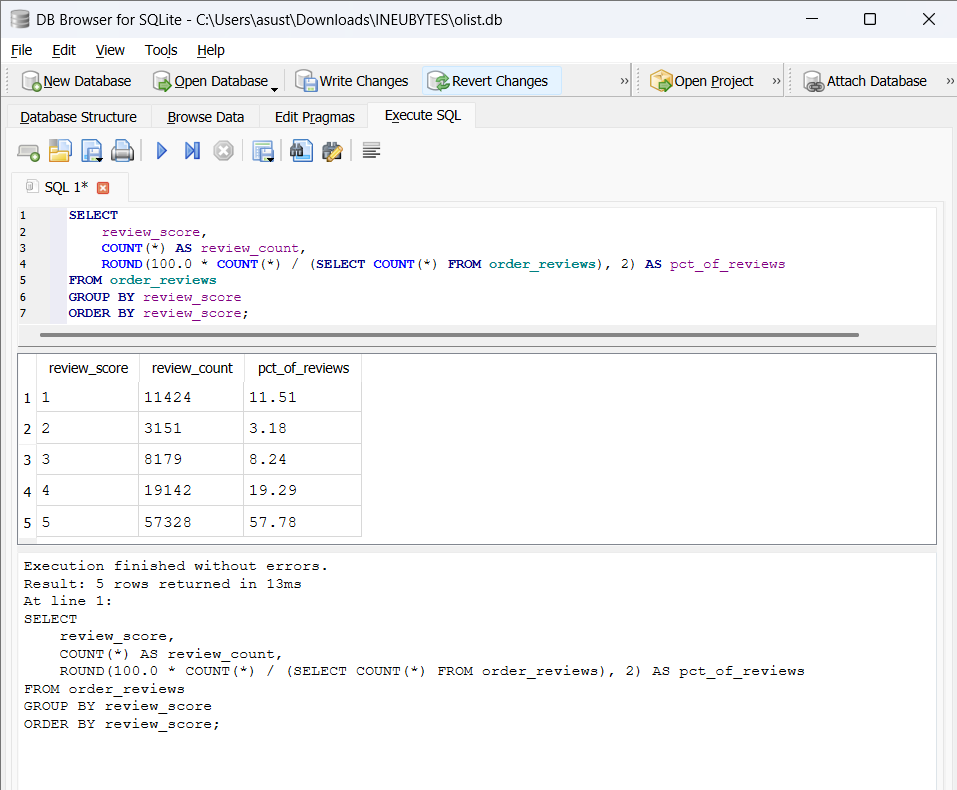 DB Browser for SQLite - C:\Users\asust\Downloads\INEUBYTES\olist.db
File Edit View Tools Help
New Database Open Database Write Changes Revert Changes » Open Project » Attach Database »
Database Structure Browse Data Edit Pragmas Execute SQL
SQL 1*
1 SELECT
2 review_score,
3 COUNT(*) AS review_count,
4 ROUND(100.0 * COUNT(*) / (SELECT COUNT(*) FROM order_reviews), 2) AS pct_of_reviews
5 FROM order_reviews
6 GROUP BY review_score
7 ORDER BY review_score;
review_score review_count pct_of_reviews
1 1 11424 11.51
2 2 3151 3.18
3 3 8179 8.24
4 4 19142 19.29
5 5 57328 57.78
Execution finished without errors.
Result: 5 rows returned in 13ms
At line 1:
SELECT
review_score,
COUNT(*) AS review_count,
ROUND(100.0 * COUNT(*) / (SELECT COUNT(*) FROM order_reviews), 2) AS pct_of_reviews
FROM order_reviews
GROUP BY review_score
ORDER BY review_score;